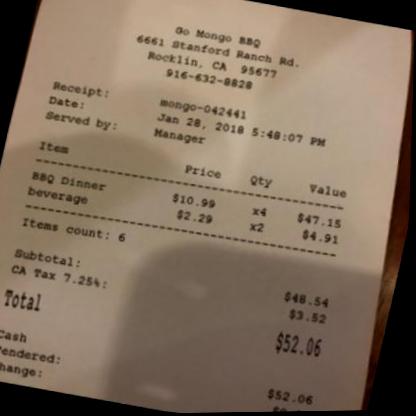 Go Mongo BBQ
6661 Stanford Ranch Rd.
Rocklin, CA 95677
916-632-8828
Receipt: mongo-042441
Date: Jan 28, 2018 5:48:07 PM
Served by: Manager
Item Price Qty Value
BBQ Dinner $10.99 x4 $47.15
beverage $2.29 x2 $4.91
Items count: 6
Subtotal: $48.54
CA Tax 7.25%: $3.52
Total $52.06
Cash
endered: $52.06
hange: